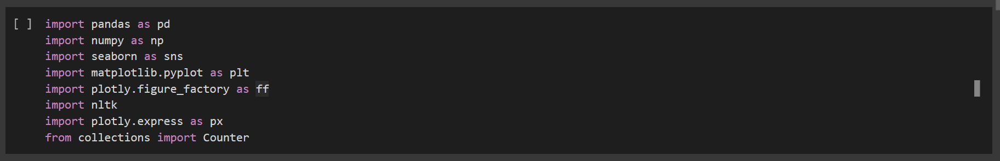 [ ] import pandas as pd
import numpy as np
import seaborn as sns
import matplotlib.pyplot as plt
import plotly.figure_factory as ff
import nltk
import plotly.express as px
from collections import Counter